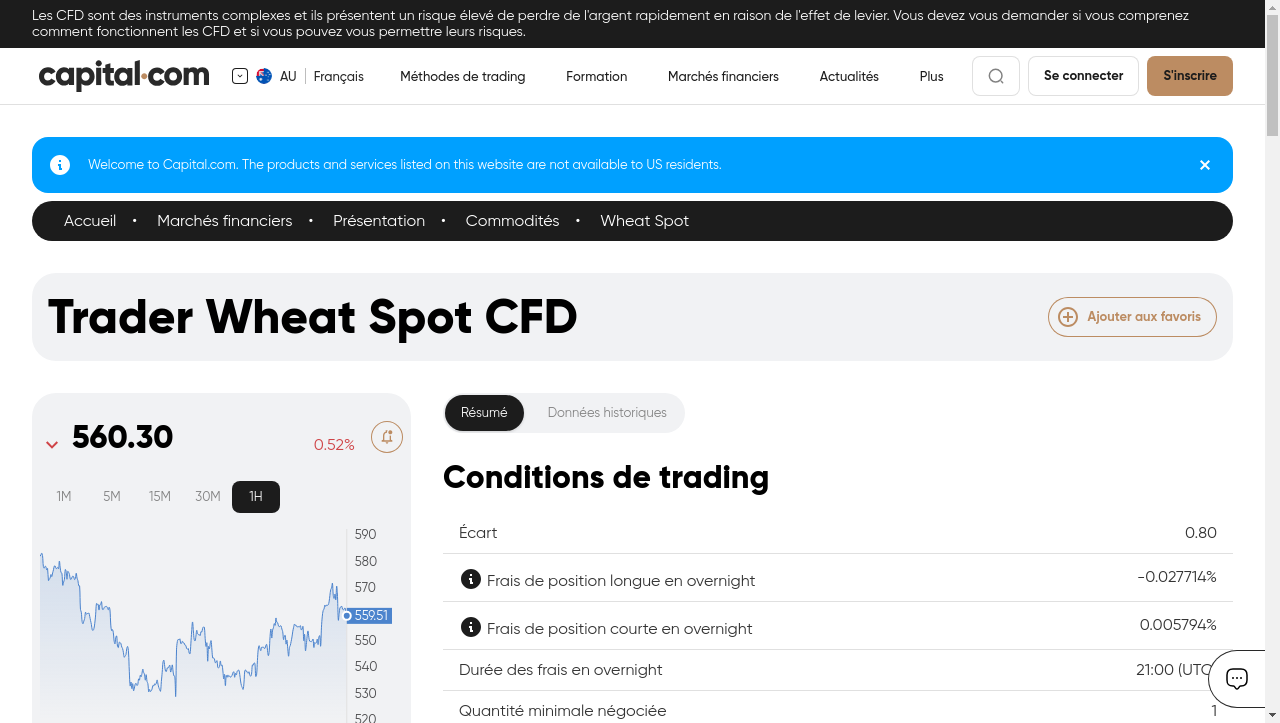 Les CFD sont des instruments complexes et ils présentent un risque élevé de perdre de l'argent rapidement en raison de l'effet de levier. Vous devez vous demander si vous comprenez
comment fonctionnent les CFD et si vous pouvez vous permettre leurs risques.
capital.com AU Français Méthodes de trading Formation Marchés financiers Actualités Plus Se connecter S'inscrire
Welcome to Capital.com. The products and services listed on this website are not available to US residents.
Accueil • Marchés financiers • Présentation • Commodités • Wheat Spot
Trader Wheat Spot CFD
Ajouter aux favoris
560.30 0.52%
1M 5M 15M 30M 1H
590
580
570
559.51
550
540
530
520
Résumé Données historiques
Conditions de trading
Écart 0.80
Frais de position longue en overnight -0.027714%
Frais de position courte en overnight 0.005794%
Durée des frais en overnight 21:00 (UTC
Quantité minimale négociée 1